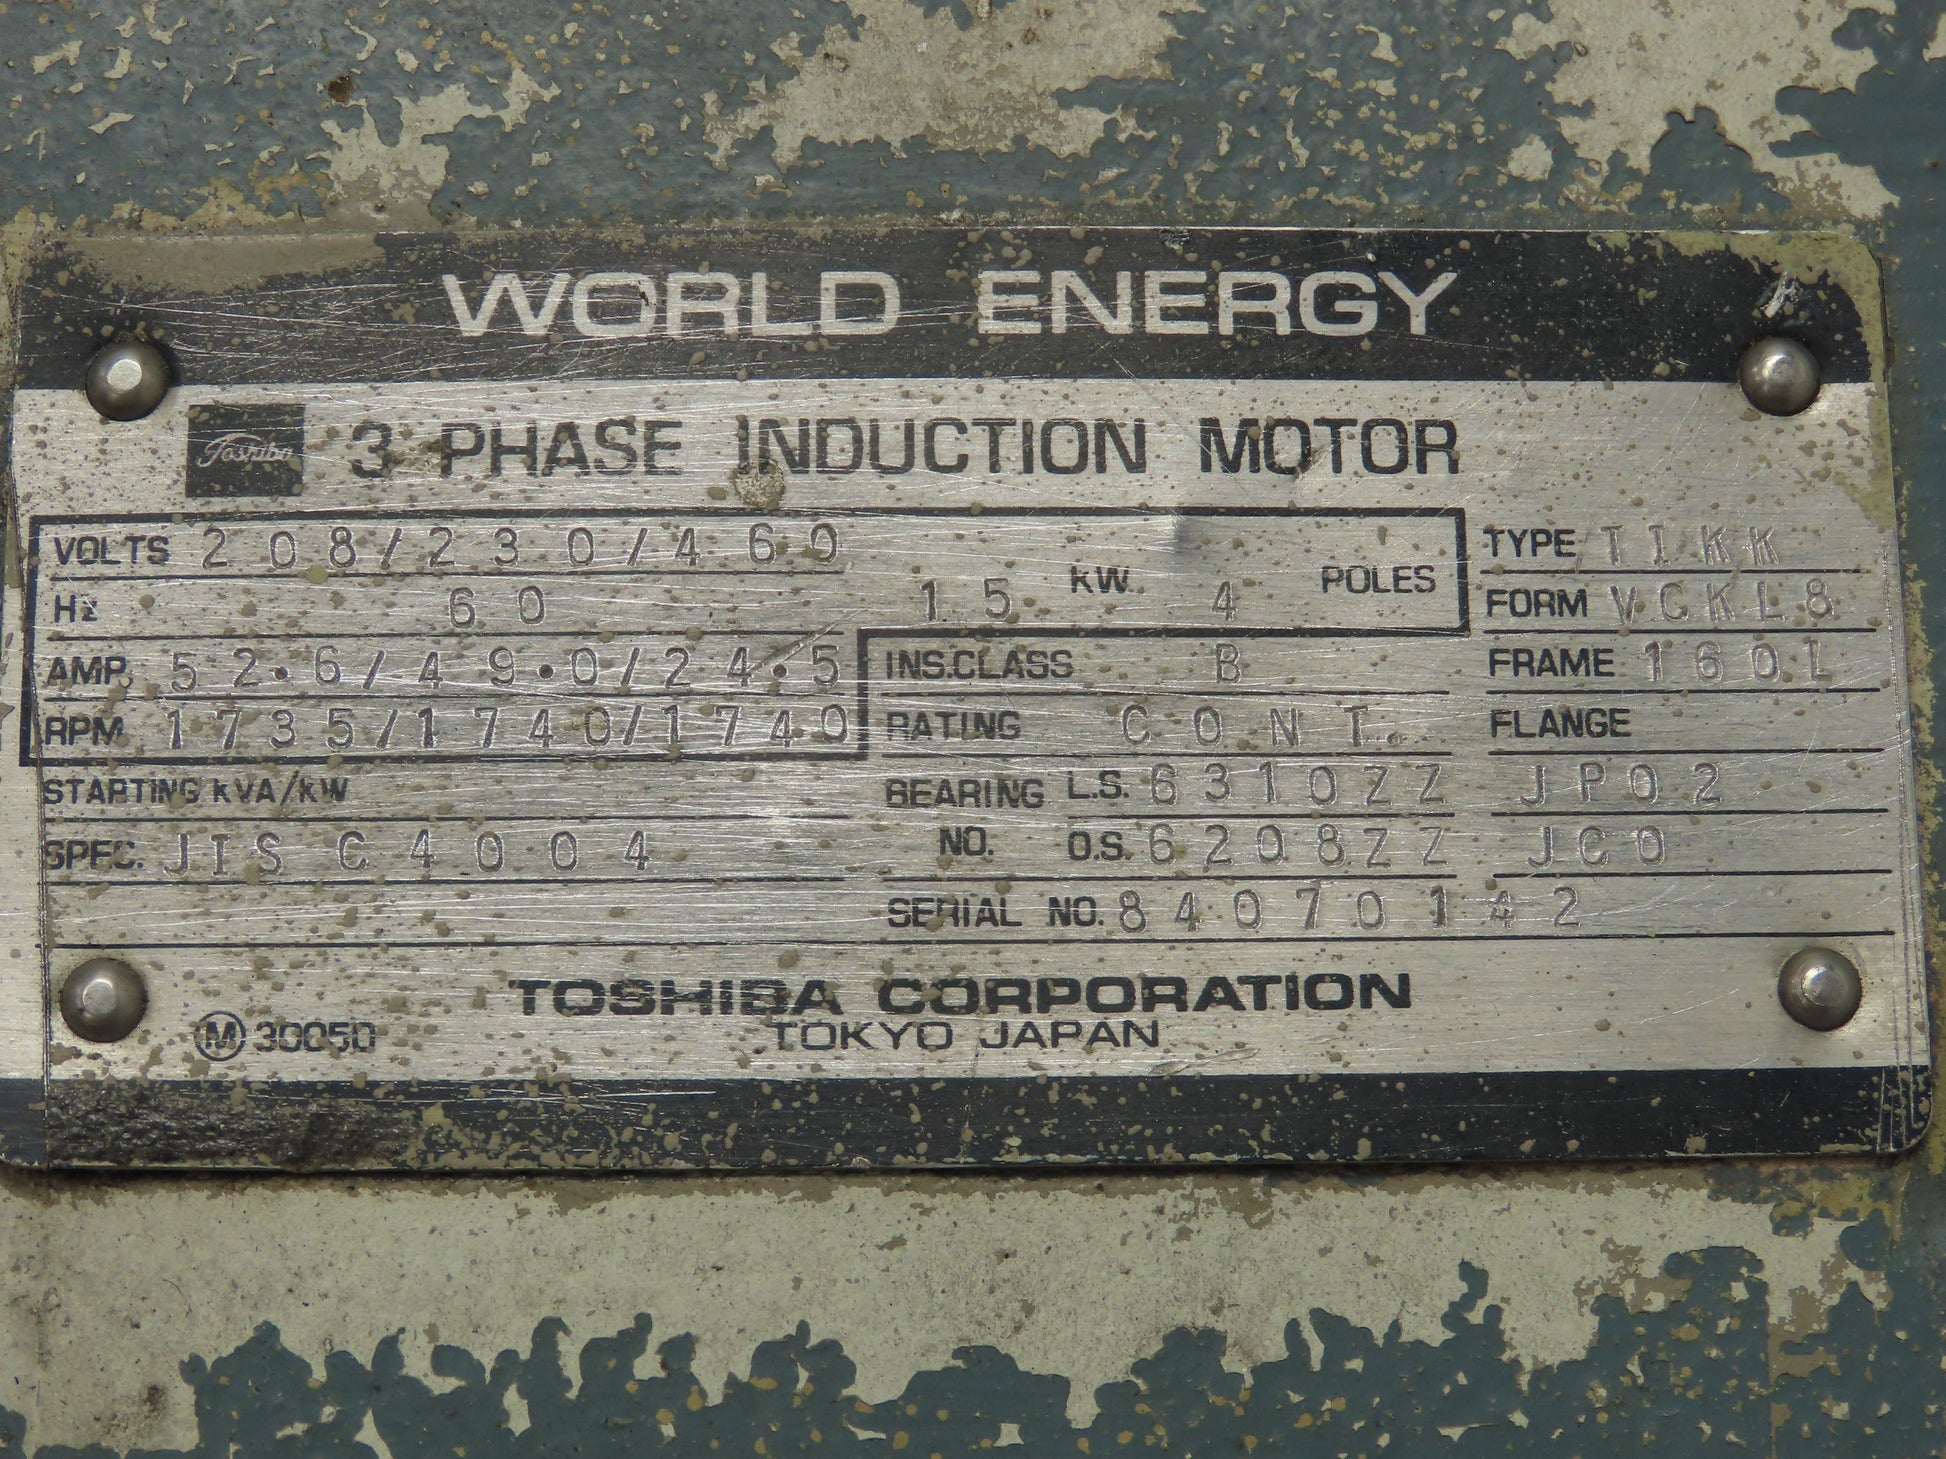 WORLD ENERGY
Toshiba 3 PHASE INDUCTION MOTOR
VOLTS 208/230/460
Hz 60
15 kW 4 POLES
AMP. 52.6/49.0/24.5
RPM 1735/1740/1740
STARTING kVA/kW
SPEC. JIS C4004
INS.CLASS B
RATING CONT.
BEARING NO. L.S. 6310ZZ
O.S. 6208ZZ
SERIAL NO. 84070142
TYPE TIKK
FORM VCKL8
FRAME 160L
FLANGE
JP02
JC0
TOSHIBA CORPORATION
TOKYO JAPAN
Ⓜ 30050